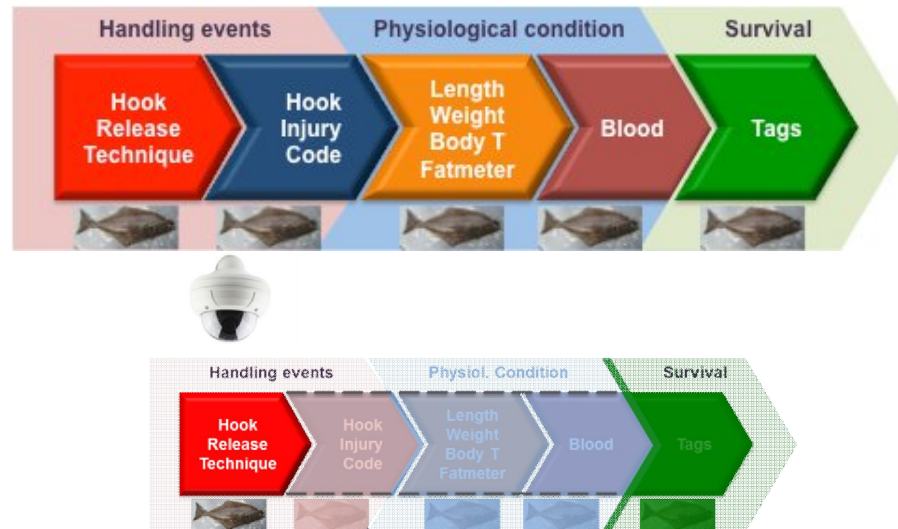 Handling events
Physiological condition
Survival
Hook
Release
Technique
Hook
Injury
Code
Length
Weight
Body T
Fatmeter
Blood
Tags
Handling events
Physiol. Condition
Survival
Hook
Release
Technique
Hook
Injury
Code
Length
Weight
Body T
Fatmeter
Blood
Tags